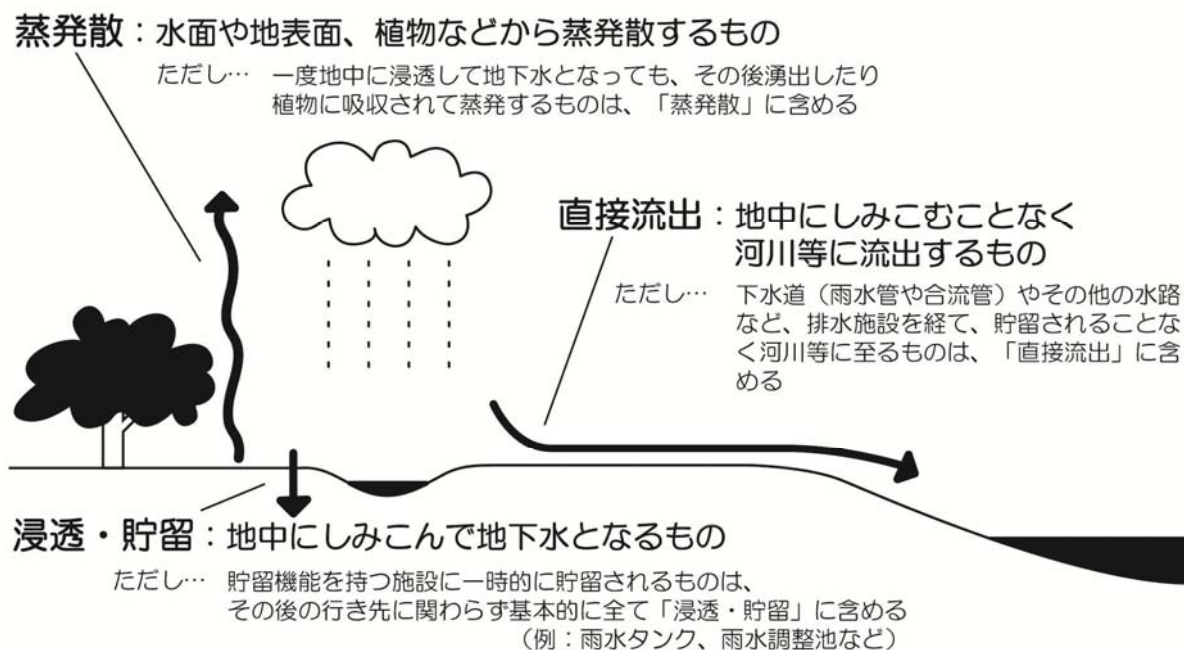 蒸発散：水面や地表面、植物などから蒸発散するもの
ただし… 一度地中に浸透して地下水となっても、その後湧出したり
植物に吸収されて蒸発するものは、「蒸発散」に含める
直接流出：地中にしみこむことなく
河川等に流出するもの
ただし… 下水道（雨水管や合流管）やその他の水路
など、排水施設を経て、貯留されることな
く河川等に至るものは、「直接流出」に含
める
浸透・貯留：地中にしみこんで地下水となるもの
ただし… 貯留機能を持つ施設に一時的に貯留されるものは、
その後の行き先に関わらず基本的に全て「浸透・貯留」に含める
（例：雨水タンク、雨水調整池など）